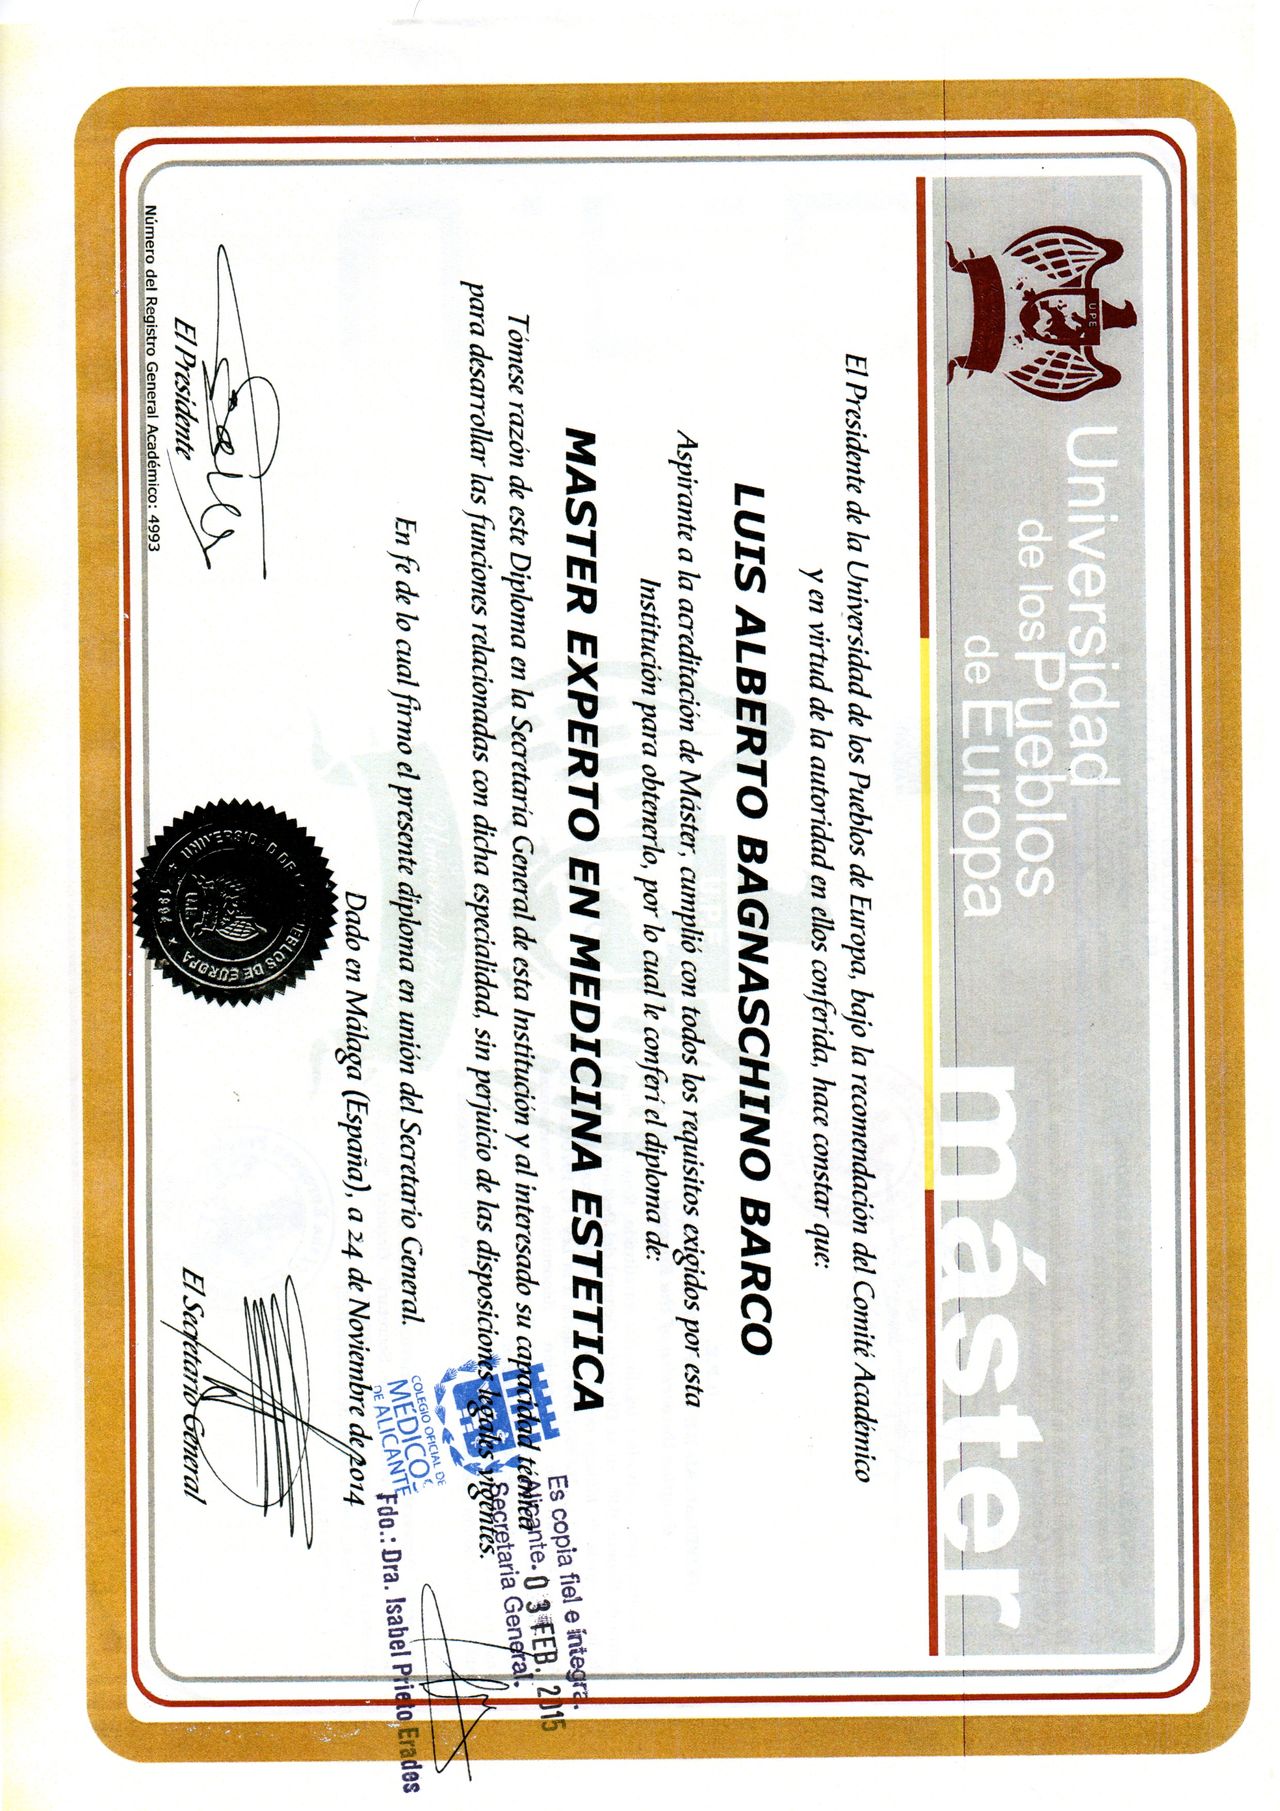 Universidad
de los Pueblos
de Europa
máster
UPE
El Presidente de la Universidad de los Pueblos de Europa, bajo la recomendación del Comité Académico
y en virtud de la autoridad en ellos conferida, hace constar que:
LUIS ALBERTO BAGNASCHINO BARCO
Aspirante a la acreditación de Máster, cumplió con todos los requisitos exigidos por esta
Institución para obtenerlo, por lo cual le conferí el diploma de:
MASTER EXPERTO EN MEDICINA ESTETICA
Tómese razón de este Diploma en la Secretaría General de esta Institución y al interesado su capacidad técnica
para desarrollar las funciones relacionadas con dicha especialidad, sin perjuicio de las disposiciones legales vigentes.
En fe de lo cual firmo el presente diploma en unión del Secretario General.
Dado en Málaga (España), a 24 de Noviembre de 2014
El Presidente
El Secretario General
Número del Registro General Académico: 4993
UNIVERSIDAD DE LOS PUEBLOS DE EUROPA
1894
Es copia fiel e íntegra.
Alicante. 03 FEB. 2015
Secretaria General.
COLEGIO OFICIAL DE
MEDICOS
DE ALICANTE
Fdo.: Dra. Isabel Prieto Erades